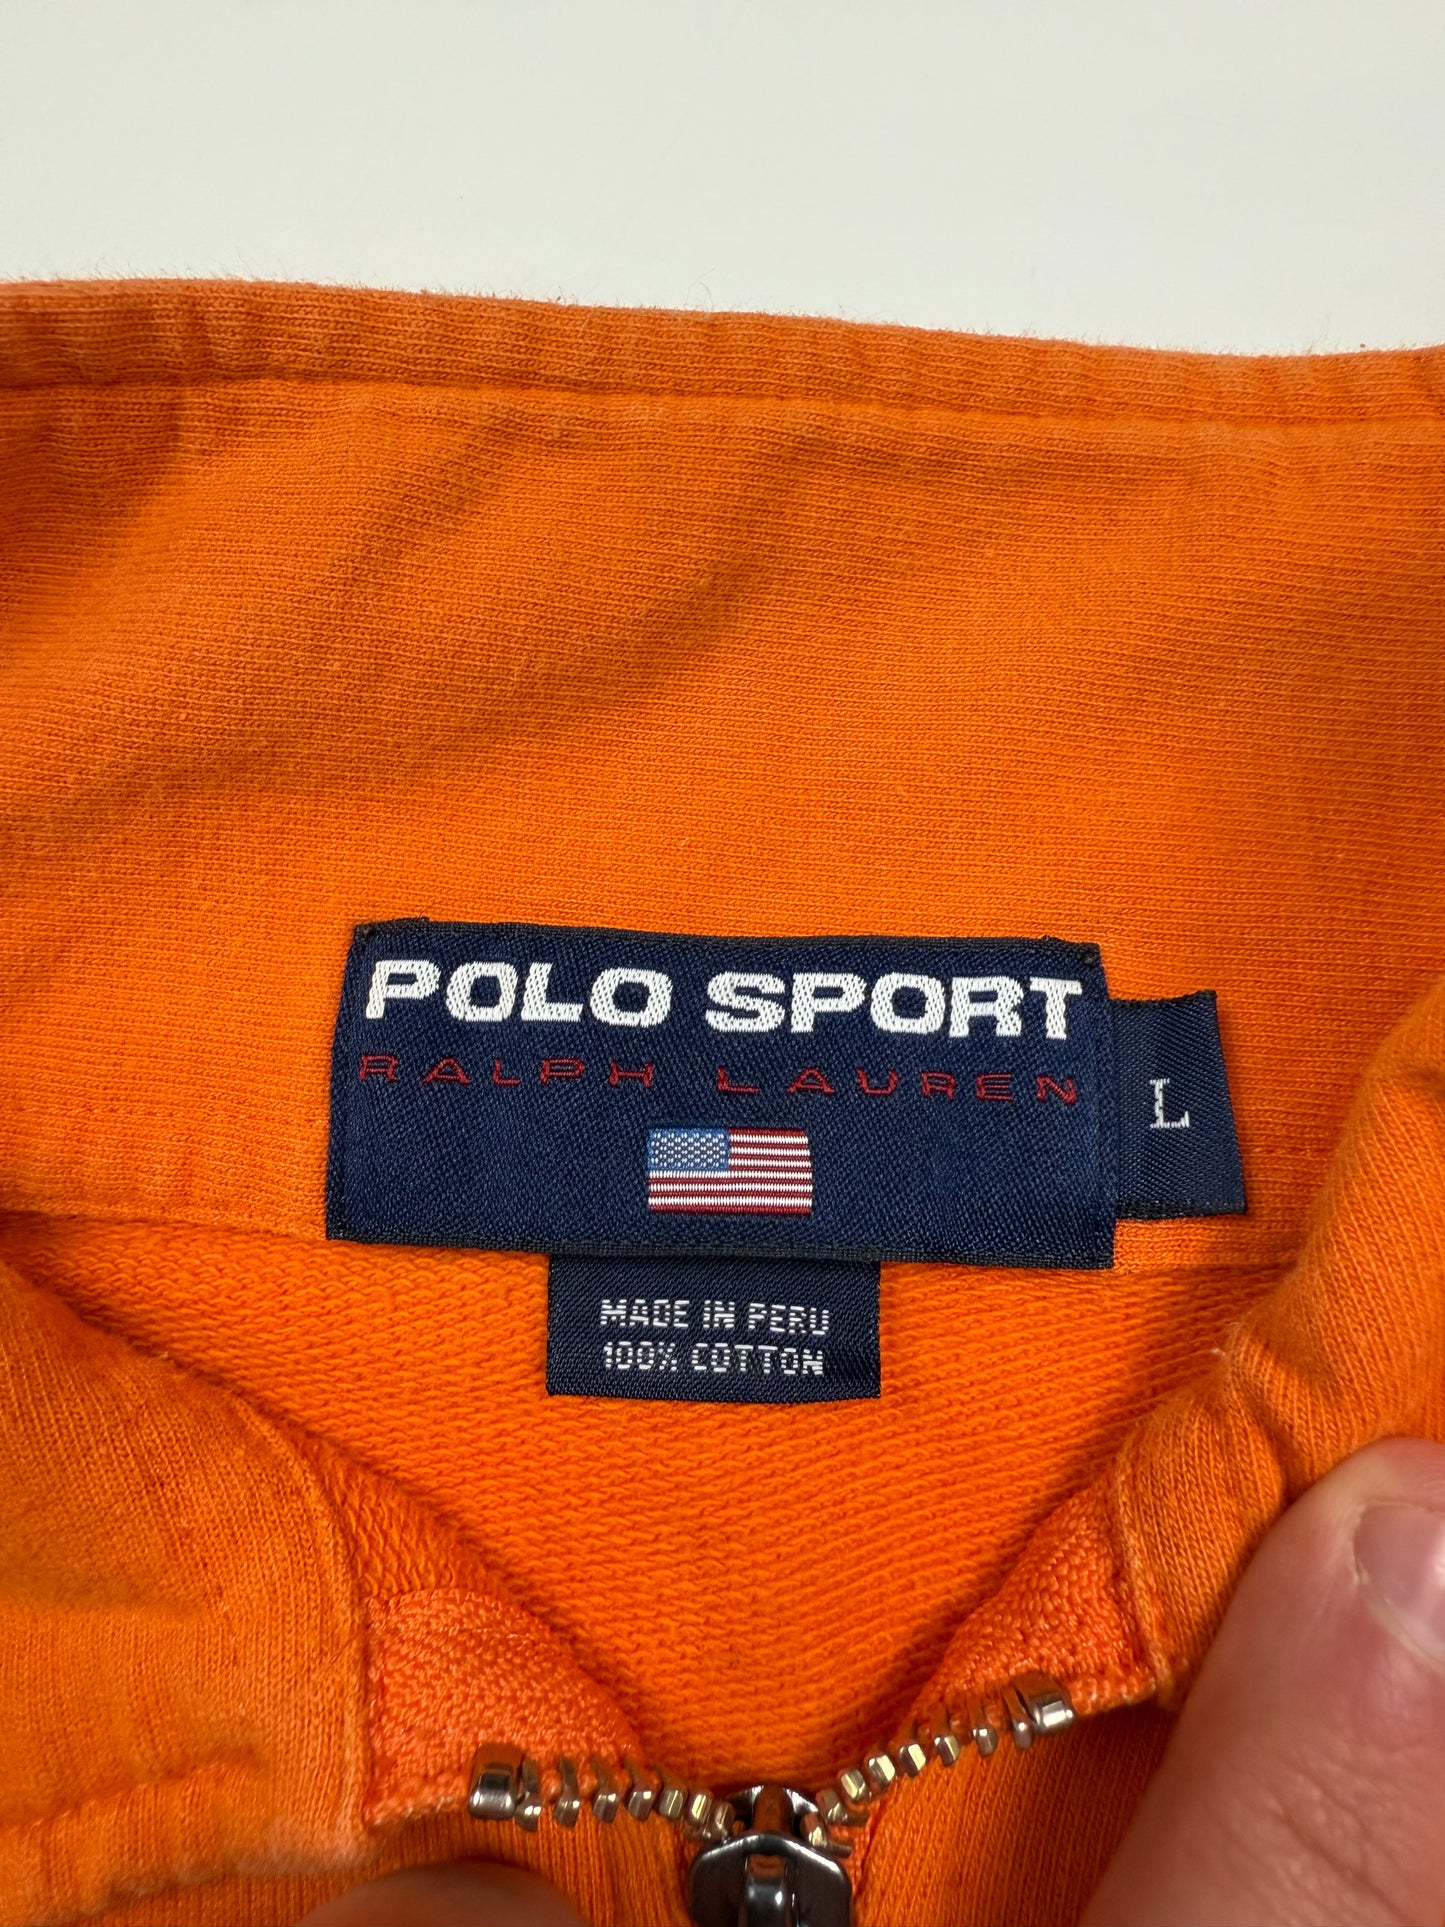 POLO SPORT
RALPH LAUREN
L
MADE IN PERU
100% COTTON